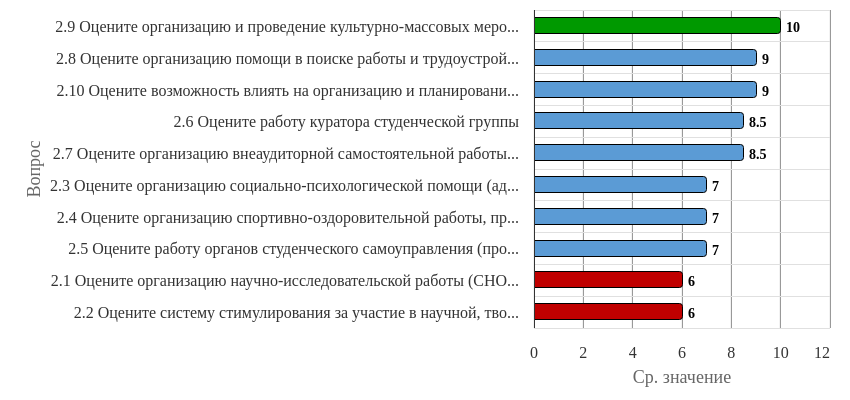 2.9 Оцените организацию и проведение культурно-массовых меро... 10
2.8 Оцените организацию помощи в поиске работы и трудоустрой... 9
2.10 Оцените возможность влиять на организацию и планировани... 9
2.6 Оцените работу куратора студенческой группы 8.5
2.7 Оцените организацию внеаудиторной самостоятельной работы... 8.5
2.3 Оцените организацию социально-психологической помощи (ад... 7
2.4 Оцените организацию спортивно-оздоровительной работы, пр... 7
2.5 Оцените работу органов студенческого самоуправления (про... 7
2.1 Оцените организацию научно-исследовательской работы (СНО... 6
2.2 Оцените систему стимулирования за участие в научной, тво... 6
Вопрос
0 2 4 6 8 10 12
Ср. значение